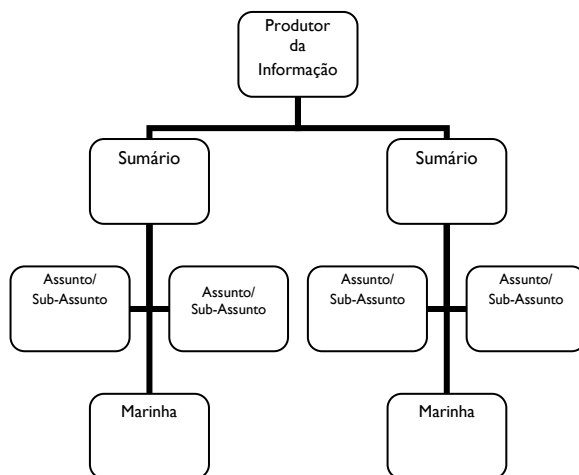 Produtor
da
Informação
Sumário
Sumário
Assunto/
Sub-Assunto
Assunto/
Sub-Assunto
Assunto/
Sub-Assunto
Assunto/
Sub-Assunto
Marinha
Marinha